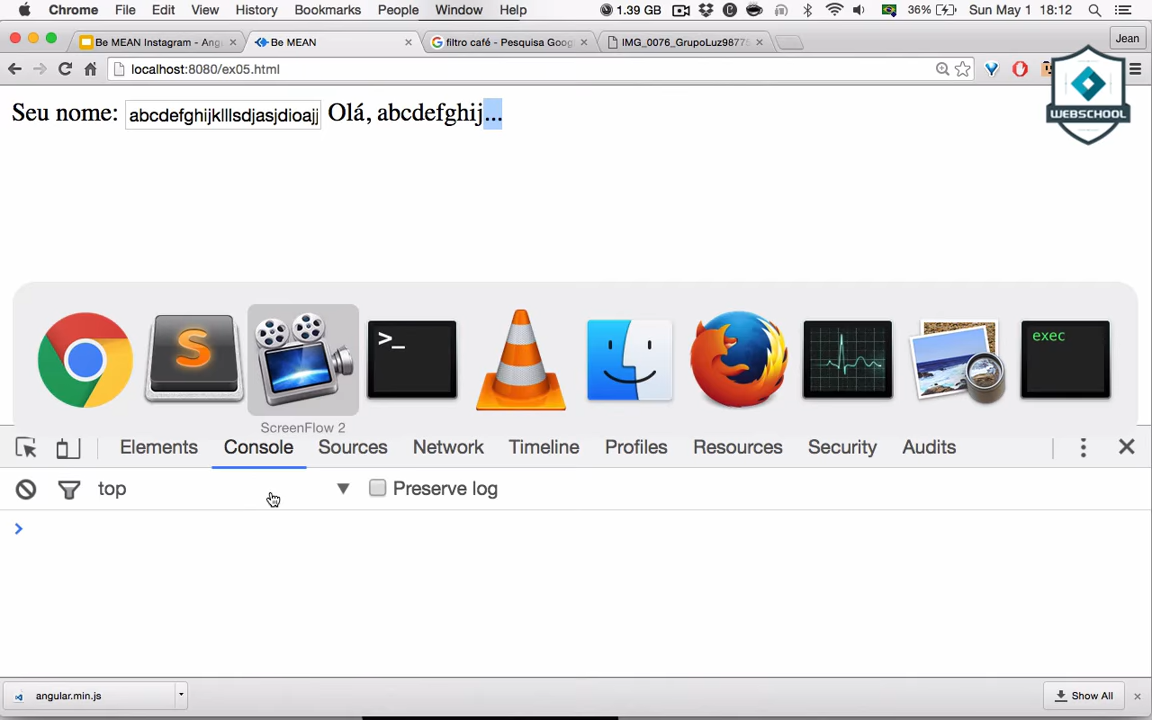 Chrome File Edit View History Bookmarks People Window Help 1.39 GB 36% Sun May 1 18:12
Be MEAN Instagram - Ang × Be MEAN × filtro café - Pesquisa Goog × IMG_0076_GrupoLuz9877 × Jean
localhost:8080/ex05.html
Seu nome: abcdefghijklllsdjasjdioajj Olá, abcdefghij...
WEBSCHOOL
S
>_
exec
ScreenFlow 2
Elements Console Sources Network Timeline Profiles Resources Security Audits
top Preserve log
>
angular.min.js Show All